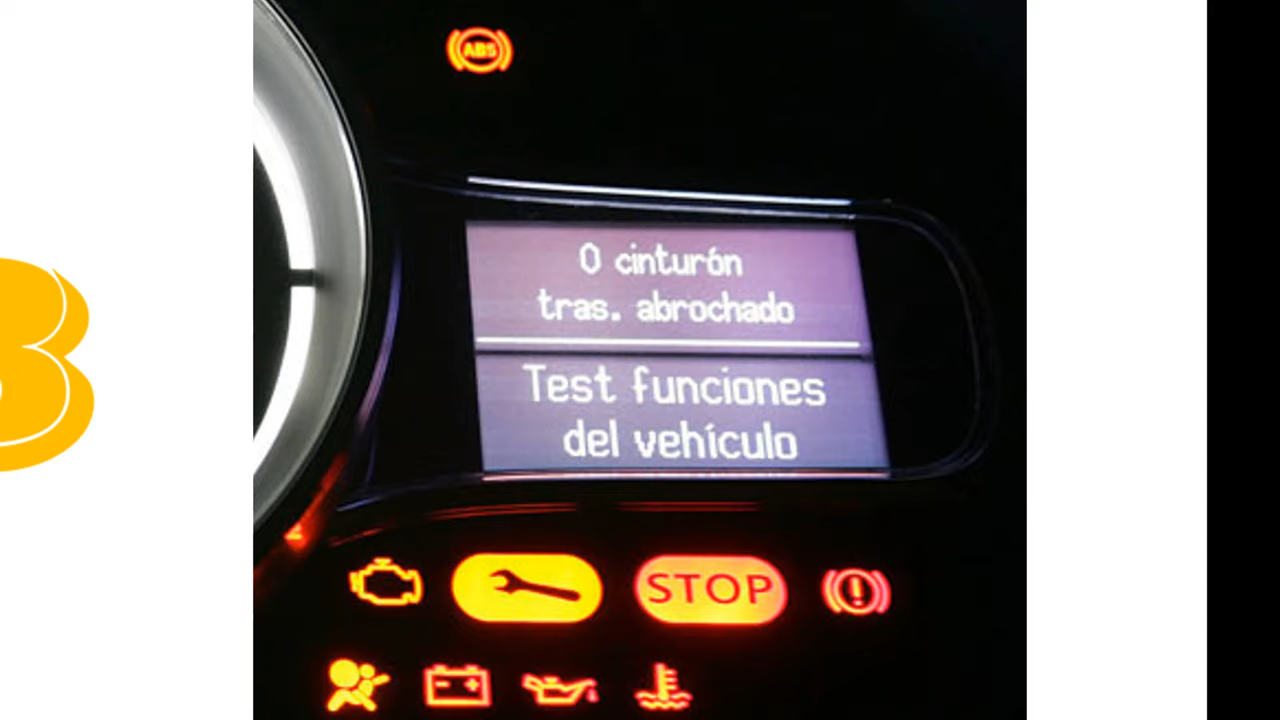 ABS
0 cinturón
tras. abrochado
Test funciones
del vehículo
STOP